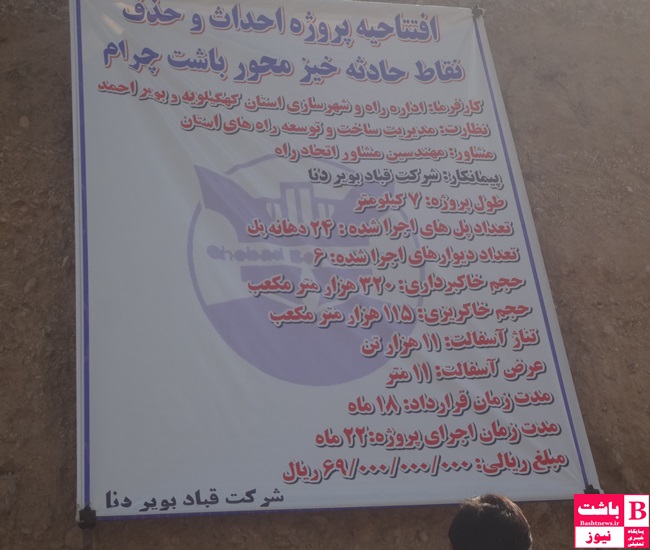 افتتاحیه پروژه احداث و حذف
نقاط حادثه خیز محور باشت چرام
کارفرما: اداره راه و شهرسازی استان کهگیلویه و بویر احمد
نظارت: مدیریت ساخت و توسعه راه های استان
مشاور: مهندسین مشاور اتحاد راه
پیمانکار: شرکت قباد بویر دنا
طول پروژه: ۷ کیلومتر
تعداد پل های اجرا شده: ۲۴ دهانه پل
تعداد دیوارهای اجرا شده: ۶
حجم خاکبرداری: ۳۲۰ هزار متر مکعب
حجم خاکریزی: ۱۱۵ هزار متر مکعب
تناژ آسفالت: ۱۱ هزار تن
عرض آسفالت: ۱۱ متر
مدت زمان قرارداد: ۱۸ ماه
مدت زمان اجرای پروژه: ۲۲ ماه
مبلغ ریالی: ۶۹/۰۰۰/۰۰۰/۰۰۰ ریال
شرکت قباد بویر دنا
Ghobad Bo
باشت B
Bashtnews.ir
نیوز
پایگاه
خبری
تحلیلی